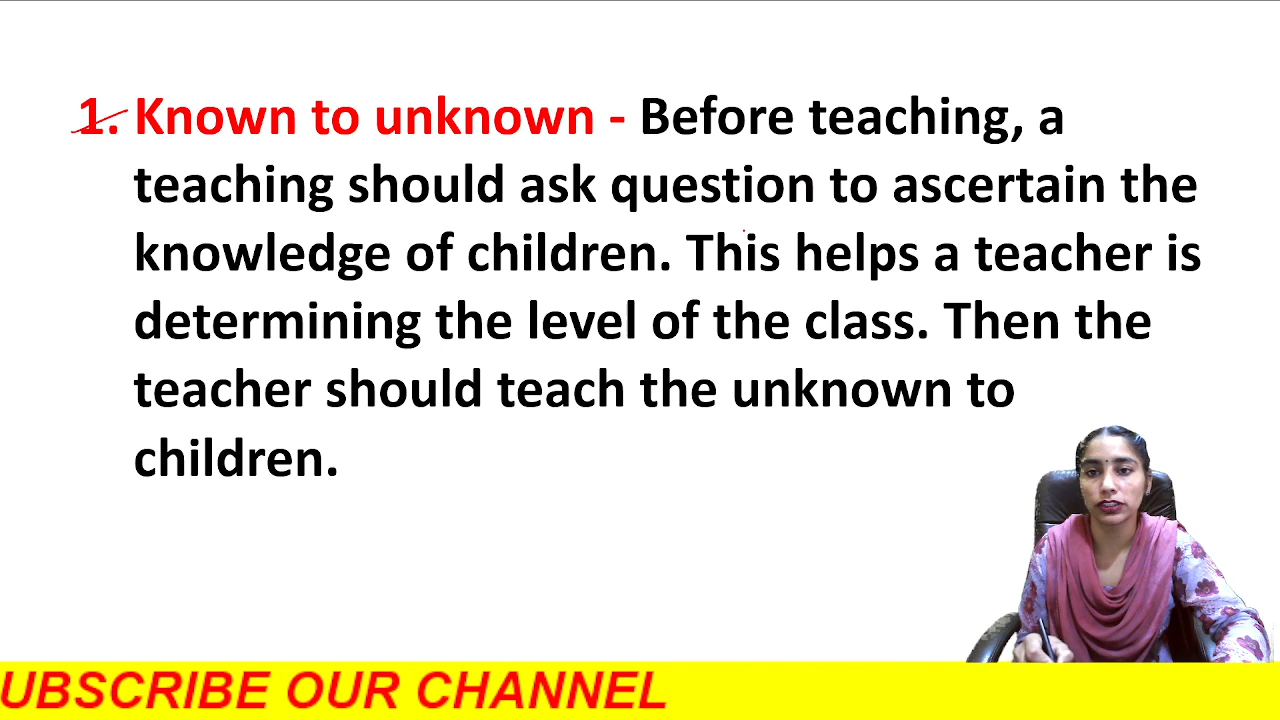 1. Known to unknown - Before teaching, a
teaching should ask question to ascertain the
knowledge of children. This helps a teacher is
determining the level of the class. Then the
teacher should teach the unknown to
children.
UBSCRIBE OUR CHANNEL